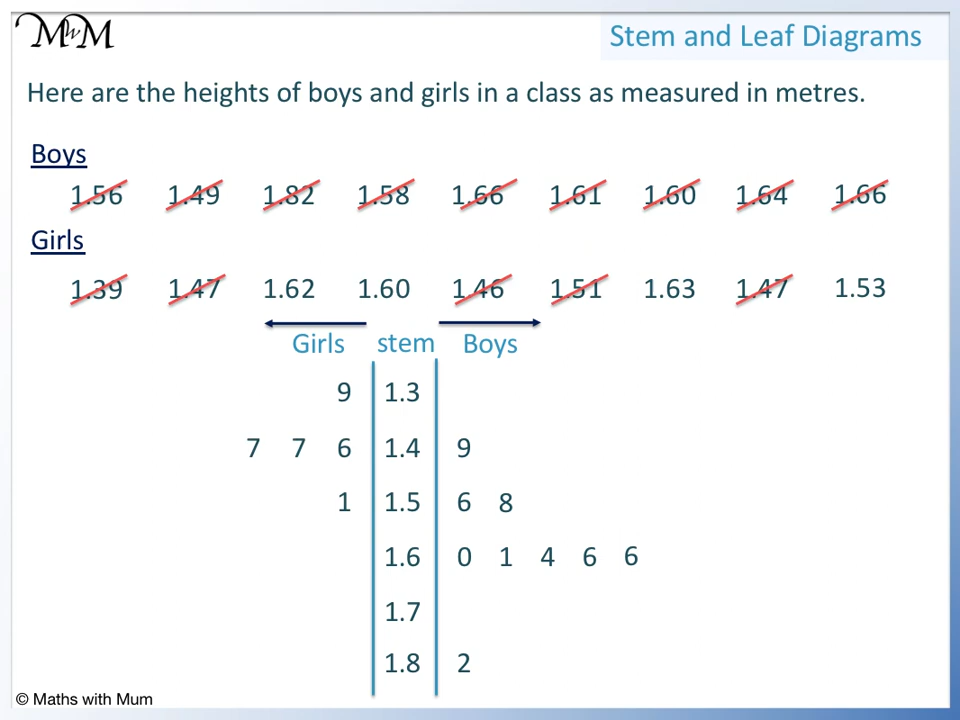 MwM
Stem and Leaf Diagrams
Here are the heights of boys and girls in a class as measured in metres.
Boys
1.56 1.49 1.82 1.58 1.66 1.61 1.60 1.64 1.66
Girls
1.39 1.47 1.62 1.60 1.46 1.51 1.63 1.47 1.53
Girls stem Boys
9 1.3
7 7 6 1.4 9
1 1.5 6 8
1.6 0 1 4 6 6
1.7
1.8 2
© Maths with Mum